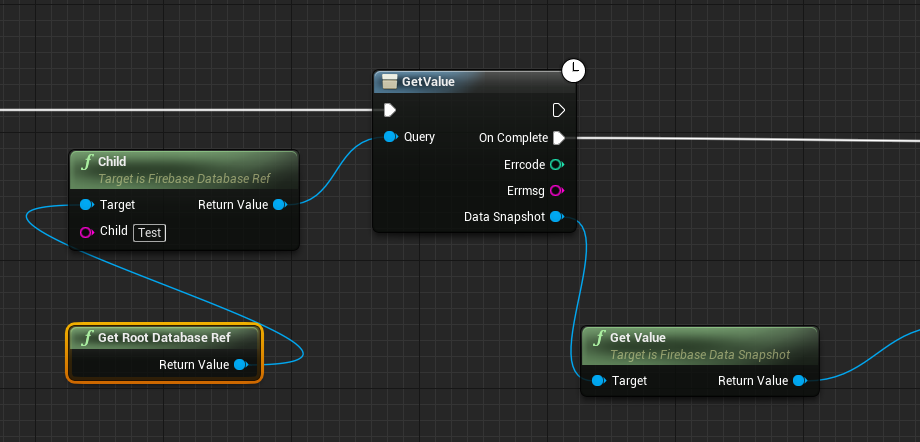 GetValue
Query
On Complete
Errcode
Errmsg
Data Snapshot
f Child
Target is Firebase Database Ref
Target
Return Value
Child
Test
f Get Root Database Ref
Return Value
f Get Value
Target is Firebase Data Snapshot
Target
Return Value